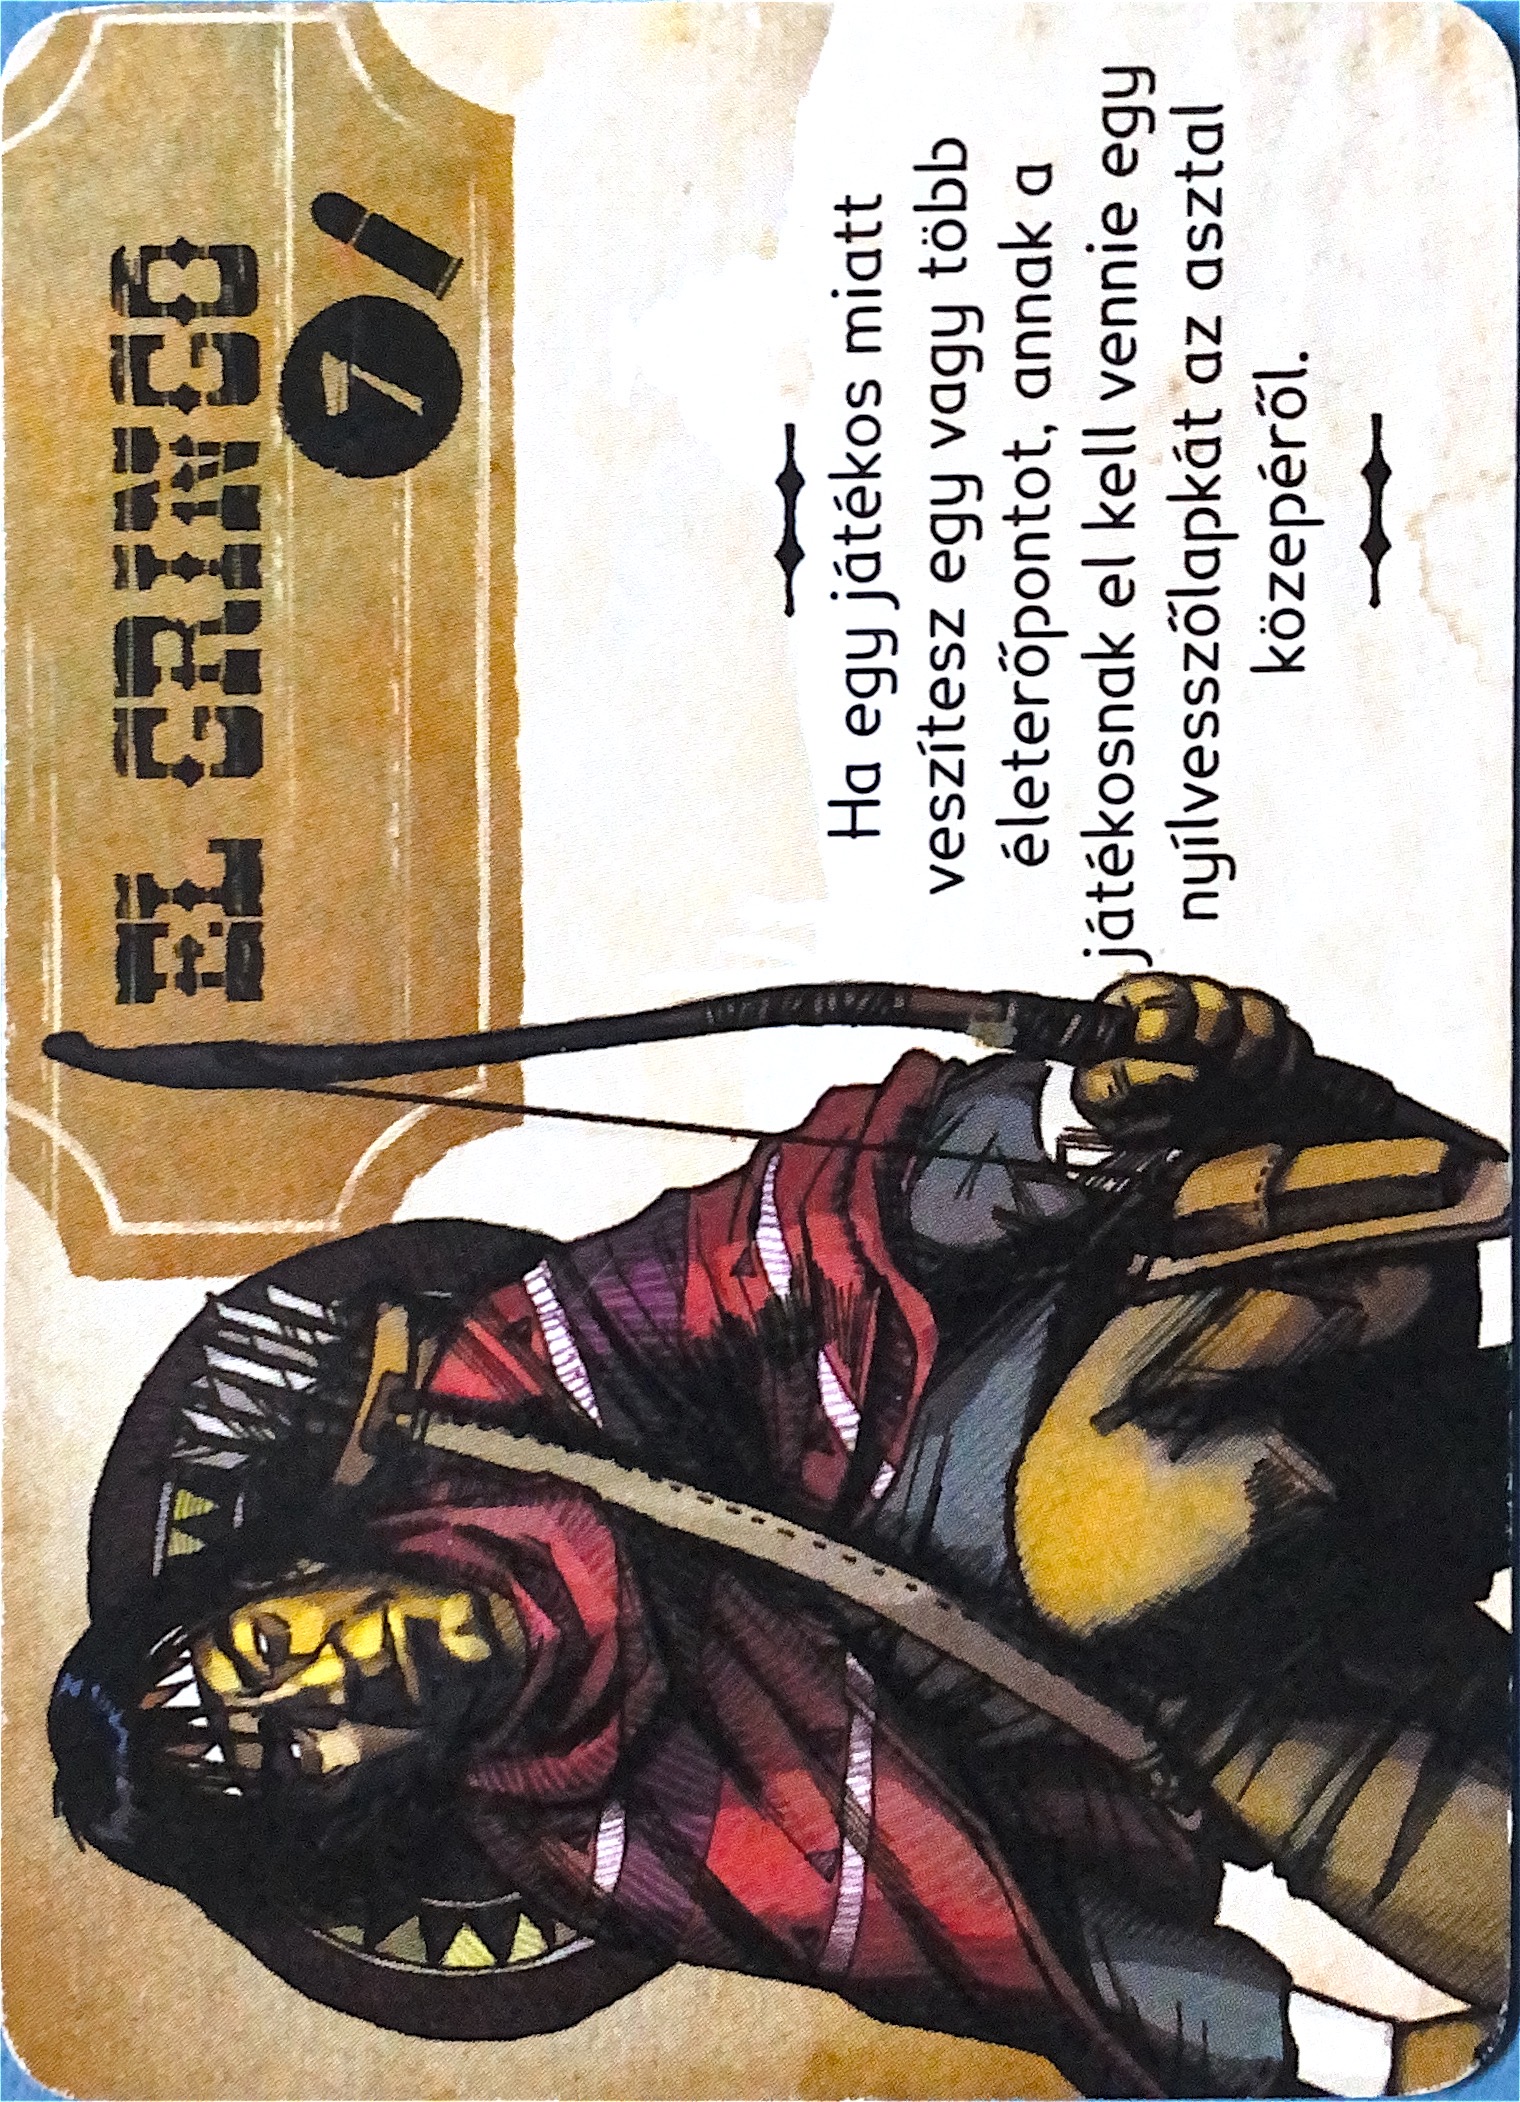 EL GRINGO
7
Ha egy játékos miatt
veszítesz egy vagy több
életerőpontot, annak a
játékosnak el kell vennie egy
nyílvesszőlapkát az asztal
közepéről.